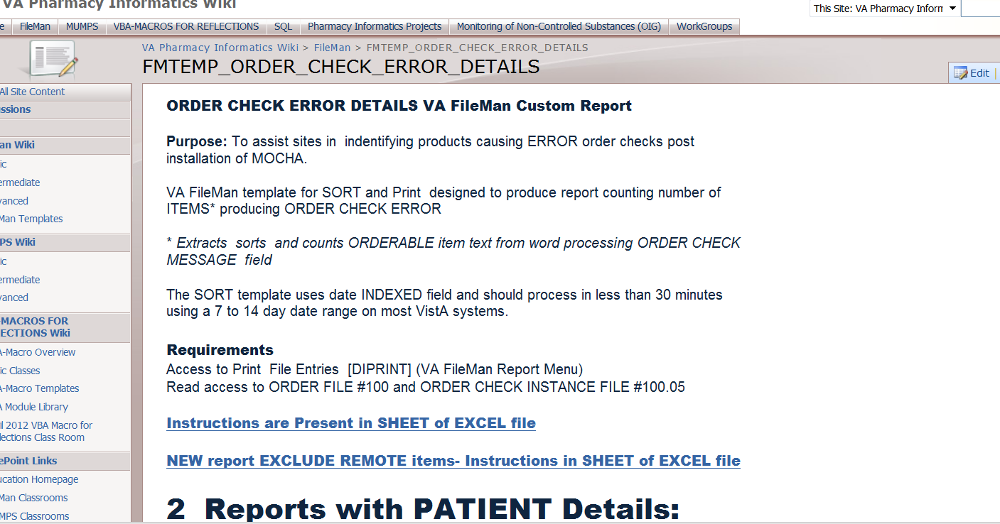 VA Pharmacy Informatics Wiki
This Site: VA Pharmacy Inforn
FileMan MUMPS VBA-MACROS FOR REFLECTIONS SQL Pharmacy Informatics Projects Monitoring of Non-Controlled Substances (OIG) WorkGroups
VA Pharmacy Informatics Wiki > FileMan > FMTEMP_ORDER_CHECK_ERROR_DETAILS
FMTEMP_ORDER_CHECK_ERROR_DETAILS
Edit
All Site Content
ssions
an Wiki
ic
ermediate
vanced
Man Templates
PS Wiki
ic
ermediate
vanced
-MACROS FOR
ECTIONS Wiki
A-Macro Overview
ic Classes
A-Macro Templates
A Module Library
il 2012 VBA Macro for
lections Class Room
ePoint Links
ucation Homepage
Man Classrooms
MPS Classrooms
ORDER CHECK ERROR DETAILS VA FileMan Custom Report
Purpose: To assist sites in indentifying products causing ERROR order checks post
installation of MOCHA.
VA FileMan template for SORT and Print designed to produce report counting number of
ITEMS* producing ORDER CHECK ERROR
* Extracts sorts and counts ORDERABLE item text from word processing ORDER CHECK
MESSAGE field
The SORT template uses date INDEXED field and should process in less than 30 minutes
using a 7 to 14 day date range on most VistA systems.
Requirements
Access to Print File Entries [DIPRINT] (VA FileMan Report Menu)
Read access to ORDER FILE #100 and ORDER CHECK INSTANCE FILE #100.05
Instructions are Present in SHEET of EXCEL file
NEW report EXCLUDE REMOTE items- Instructions in SHEET of EXCEL file
2 Reports with PATIENT Details: